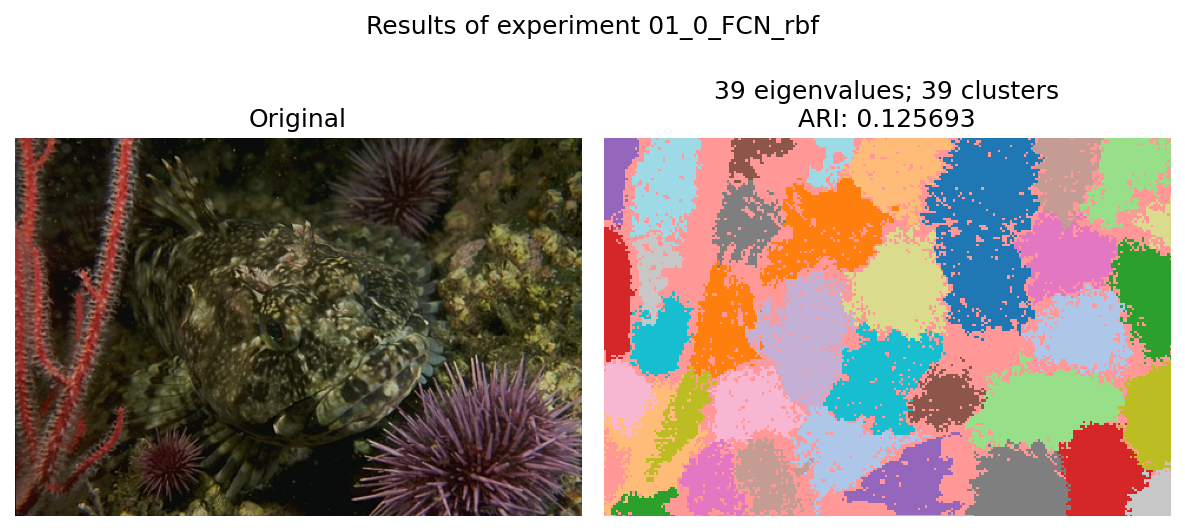 Results of experiment 01_0_FCN_rbf
Original
39 eigenvalues; 39 clusters
ARI: 0.125693